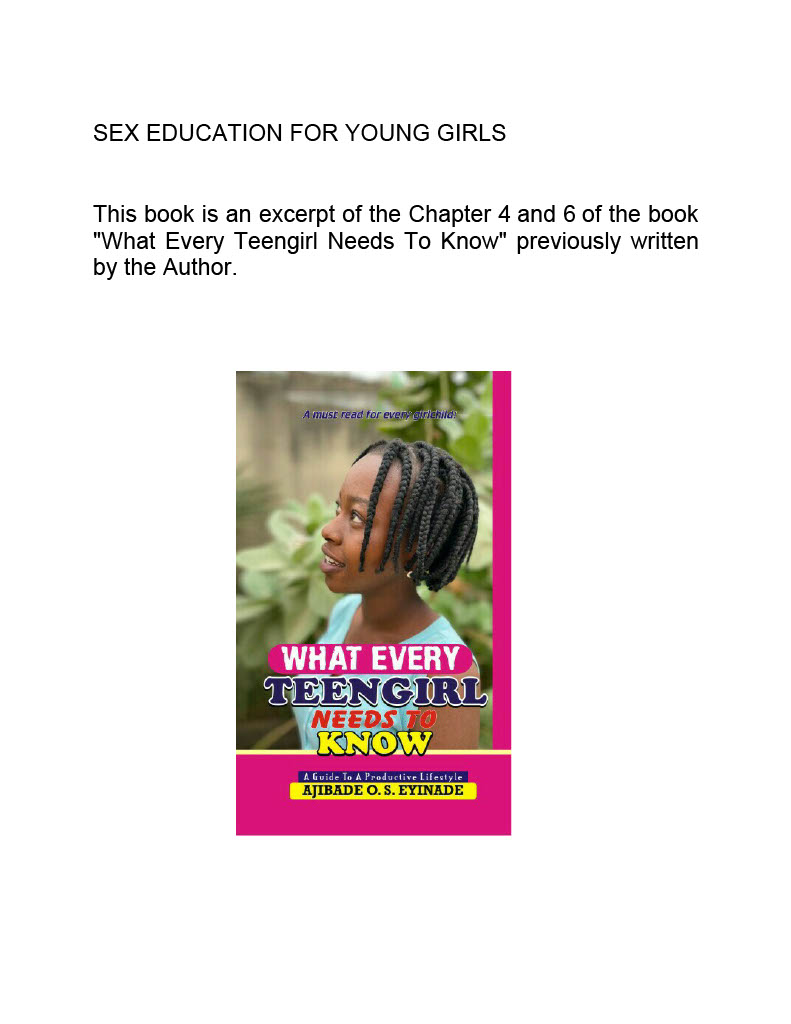 SEX EDUCATION FOR YOUNG GIRLS
This book is an excerpt of the Chapter 4 and 6 of the book
"What Every Teengirl Needs To Know" previously written
by the Author.
A must read for every girlchild!
WHAT EVERY
TEENGIRL
NEEDS TO
KNOW
A Guide To A Productive Lifestyle
AJIBADE O. S. EYINADE